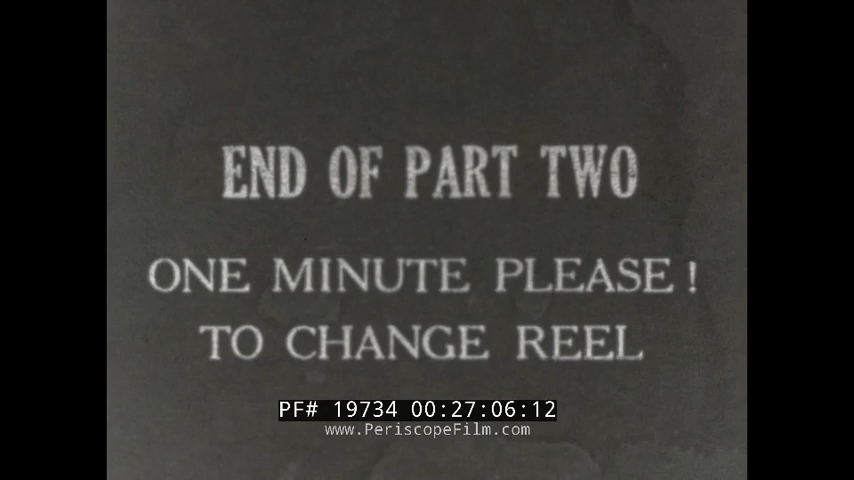 END OF PART TWO
ONE MINUTE PLEASE!
TO CHANGE REEL
PF# 19734 00:27:06:12
www.PeriscopeFilm.com